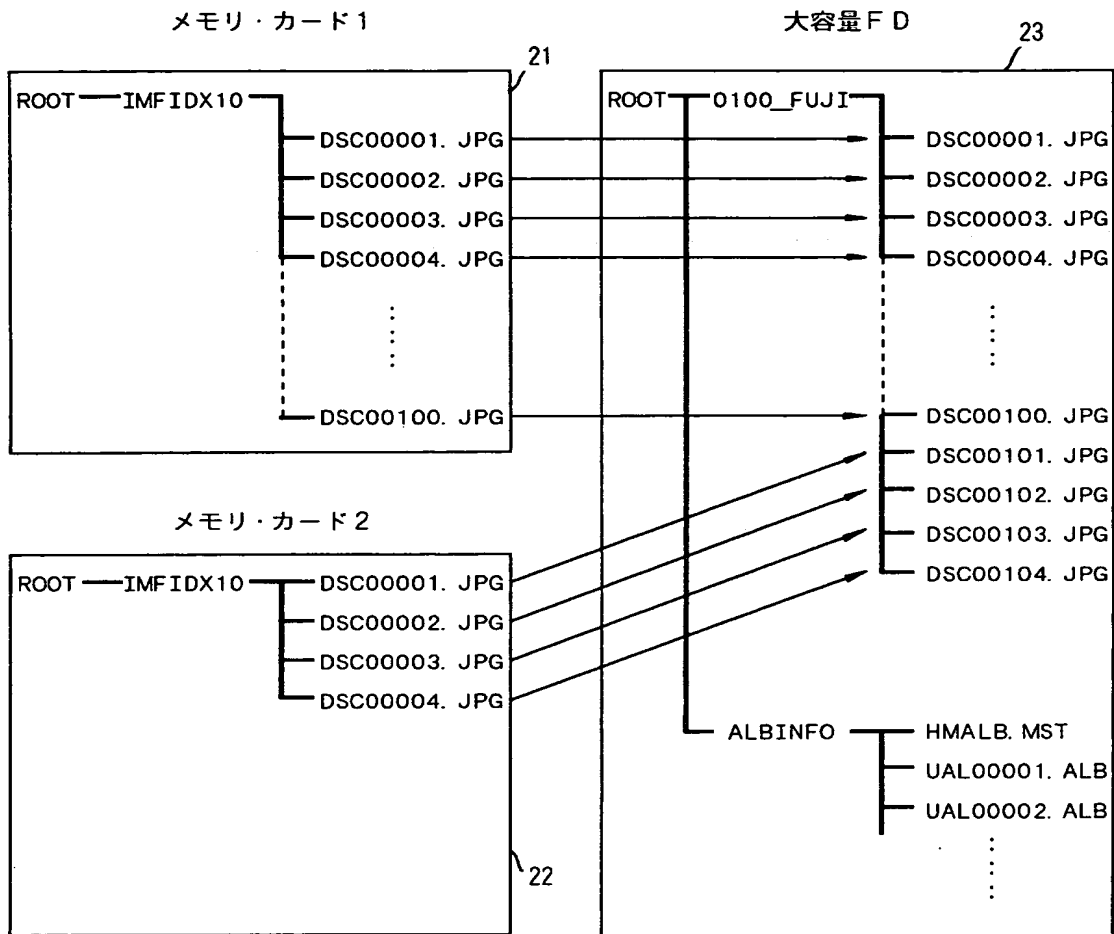 メモリ・カード1
21
ROOT IMFIDX10
DSC00001. JPG
DSC00002. JPG
DSC00003. JPG
DSC00004. JPG
DSC00100. JPG
メモリ・カード2
ROOT IMFIDX10 DSC00001. JPG
DSC00002. JPG
DSC00003. JPG
DSC00004. JPG
22
大容量FD
23
ROOT 0100_FUJI
DSC00001. JPG
DSC00002. JPG
DSC00003. JPG
DSC00004. JPG
DSC00100. JPG
DSC00101. JPG
DSC00102. JPG
DSC00103. JPG
DSC00104. JPG
ALBINFO HMALB. MST
UAL00001. ALB
UAL00002. ALB